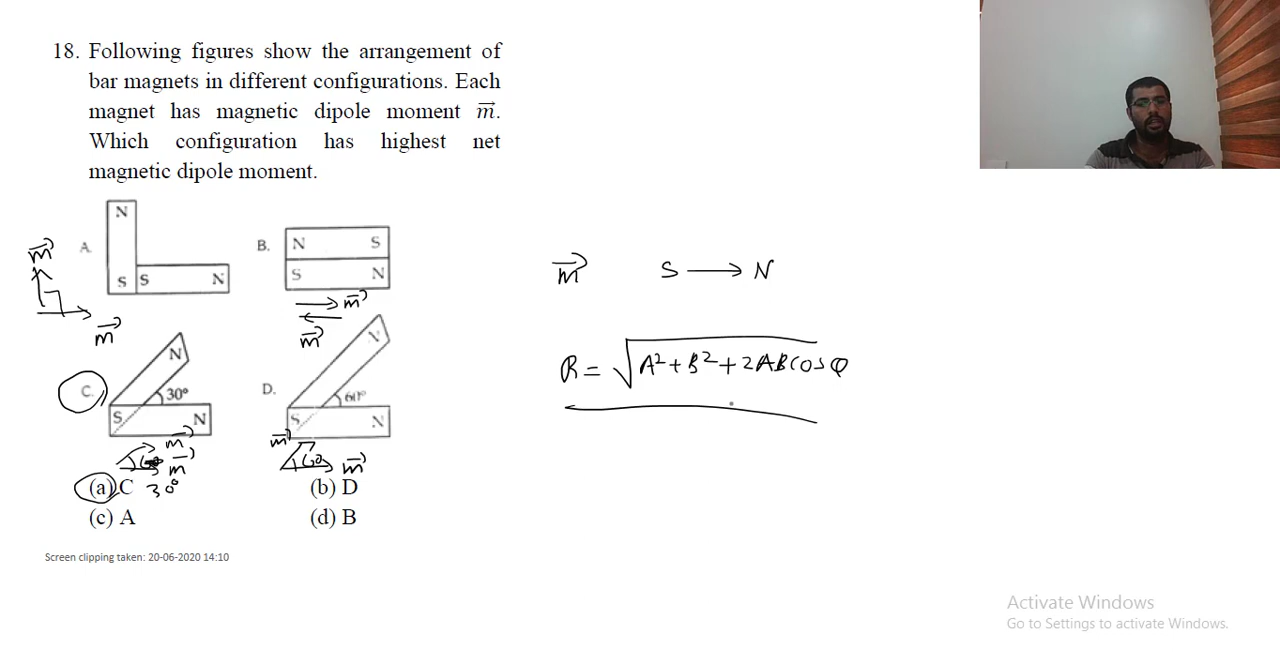 18. Following figures show the arrangement of
bar magnets in different configurations. Each
magnet has magnetic dipole moment m⃗.
Which configuration has highest net
magnetic dipole moment.
A.
N
S S N
m⃗
m⃗
B.
N S
S N
m⃗
m⃗
C.
N
30°
S N
m⃗
m⃗
30°
D.
60°
S N
m⃗
60
m⃗
(a) C
(b) D
(c) A
(d) B
m⃗ S ⟶ N
R = √A²+B²+2ABcosθ
Screen clipping taken: 20-06-2020 14:10
Activate Windows
Go to Settings to activate Windows.